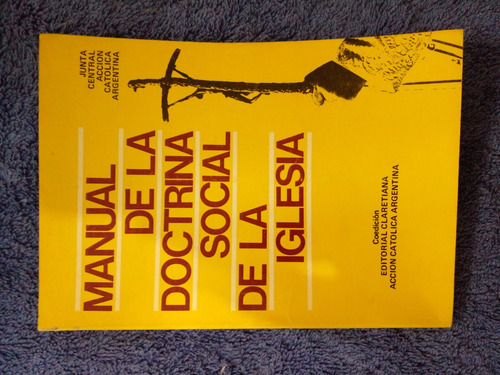 JUNTA
CENTRAL
ACCION
CATOLICA
ARGENTINA
MANUAL
DE LA
DOCTRINA
SOCIAL
DE LA
IGLESIA
Coedición
EDITORIAL CLARETIANA
ACCION CATOLICA ARGENTINA